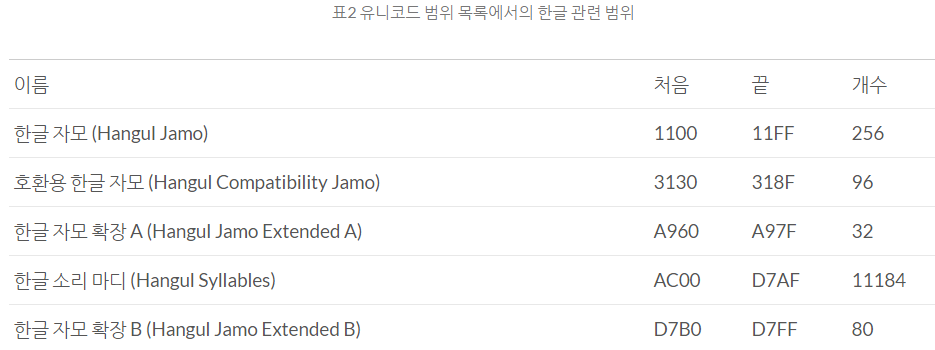 표2 유니코드 범위 목록에서의 한글 관련 범위
이름 처음 끝 개수
한글 자모 (Hangul Jamo) 1100 11FF 256
호환용 한글 자모 (Hangul Compatibility Jamo) 3130 318F 96
한글 자모 확장 A (Hangul Jamo Extended A) A960 A97F 32
한글 소리 마디 (Hangul Syllables) AC00 D7AF 11184
한글 자모 확장 B (Hangul Jamo Extended B) D7B0 D7FF 80